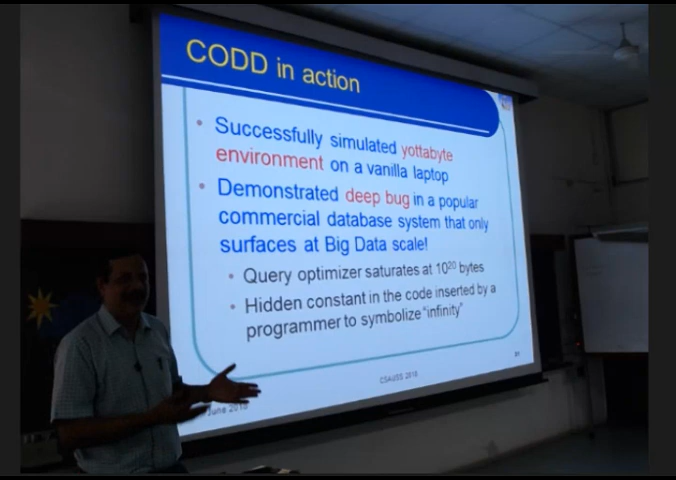 CODD in action
• Successfully simulated yottabyte
environment on a vanilla laptop
• Demonstrated deep bug in a popular
commercial database system that only
surfaces at Big Data scale!
• Query optimizer saturates at 10²⁰ bytes
• Hidden constant in the code inserted by a
programmer to symbolize "infinity"
June 2018